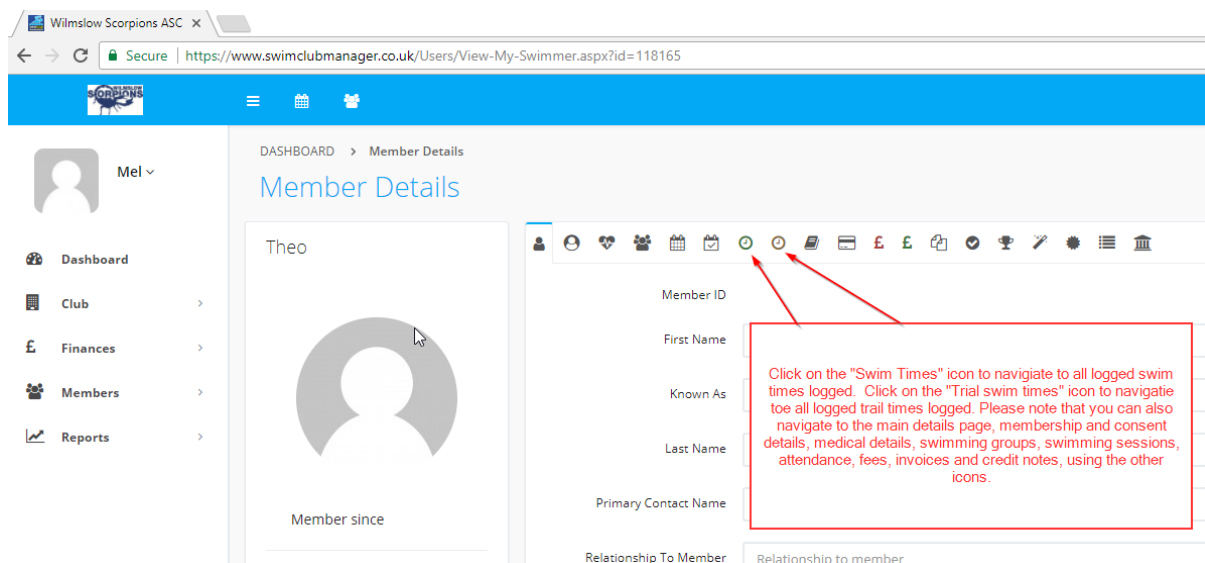 Wilmslow Scorpions ASC
Secure | https://www.swimclubmanager.co.uk/Users/View-My-Swimmer.aspx?id=118165
WILMSLOW
SCORPIONS
Mel
DASHBOARD > Member Details
Member Details
Theo
Dashboard
Club
£ Finances
Members
Reports
Member since
£ £
Member ID
First Name
Known As
Last Name
Primary Contact Name
Relationship To Member
Relationship to member
Click on the "Swim Times" icon to navigiate to all logged swim
times logged. Click on the "Trial swim times" icon to navigatie
toe all logged trail times logged. Please note that you can also
navigate to the main details page, membership and consent
details, medical details, swimming groups, swimming sessions,
attendance, fees, invoices and credit notes, using the other
icons.